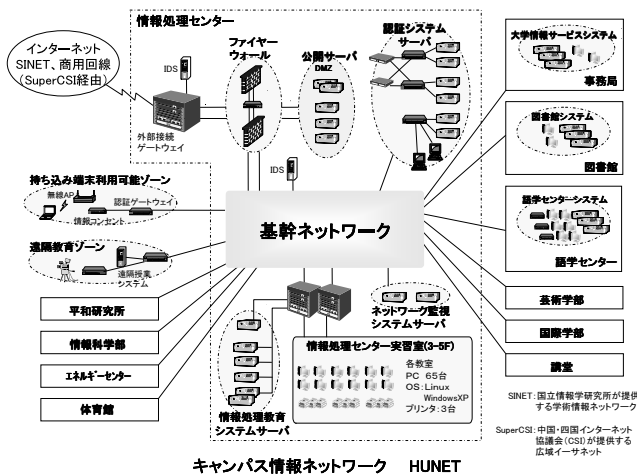 情報処理センター
インターネット
SINET、商用回線
（SuperCSI経由）
IDS
ファイヤー
ウォール
公開サーバ
DMZ
認証システム
サーバ
大学情報サービスシステム
事務局
外部接続
ゲートウェイ
図書館システム
図書館
IDS
持ち込み端末利用可能ゾーン
無線AP
認証ゲートウェイ
情報コンセント
基幹ネットワーク
語学センターシステム
語学センター
遠隔教育ゾーン
遠隔授業
システム
平和研究所
情報科学部
エネルギーセンター
体育館
ネットワーク監視
システムサーバ
芸術学部
国際学部
講堂
情報処理教育
システムサーバ
情報処理センター実習室(3-5F)
各教室
PC 65台
OS：Linux
WindowsXP
プリンタ：3台
SINET：国立情報学研究所が提供
する学術情報ネットワーク
SuperCSI：中国・四国インターネット
協議会（CSI）が提供する
広域イーサネット
キャンパス情報ネットワーク HUNET